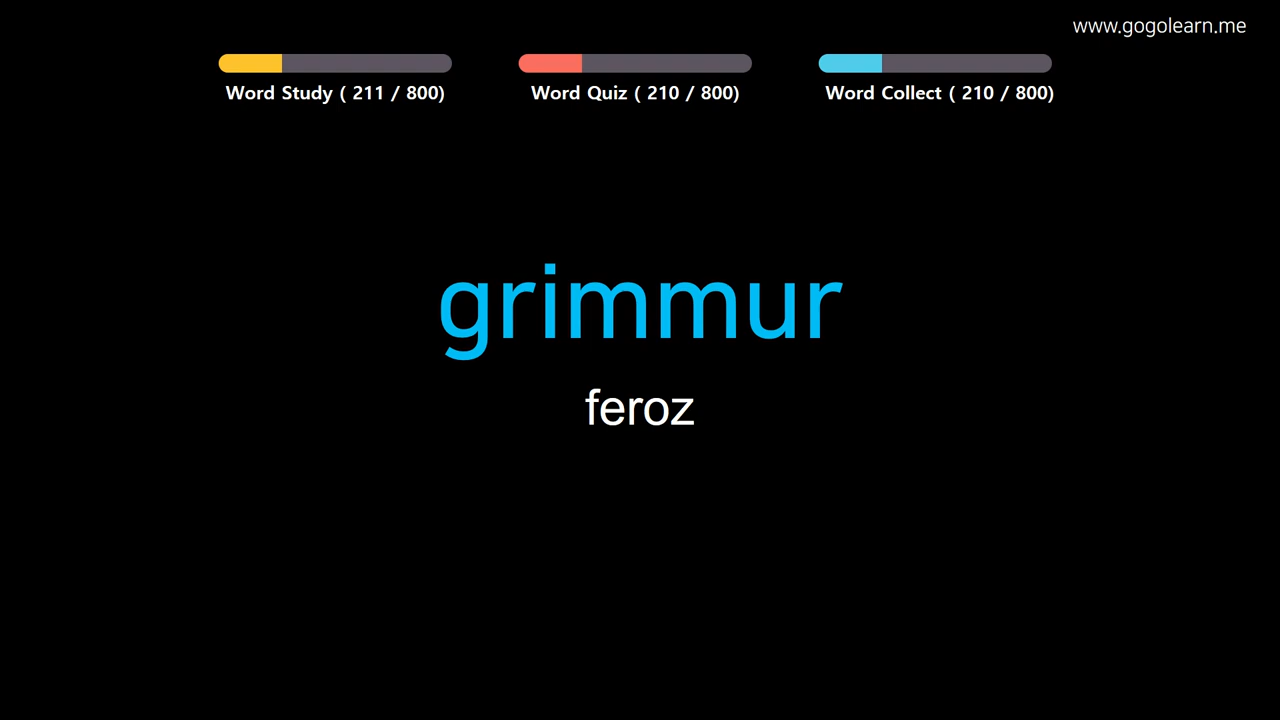 www.gogolearn.me
Word Study ( 211 / 800)
Word Quiz ( 210 / 800)
Word Collect ( 210 / 800)
grimmur
feroz